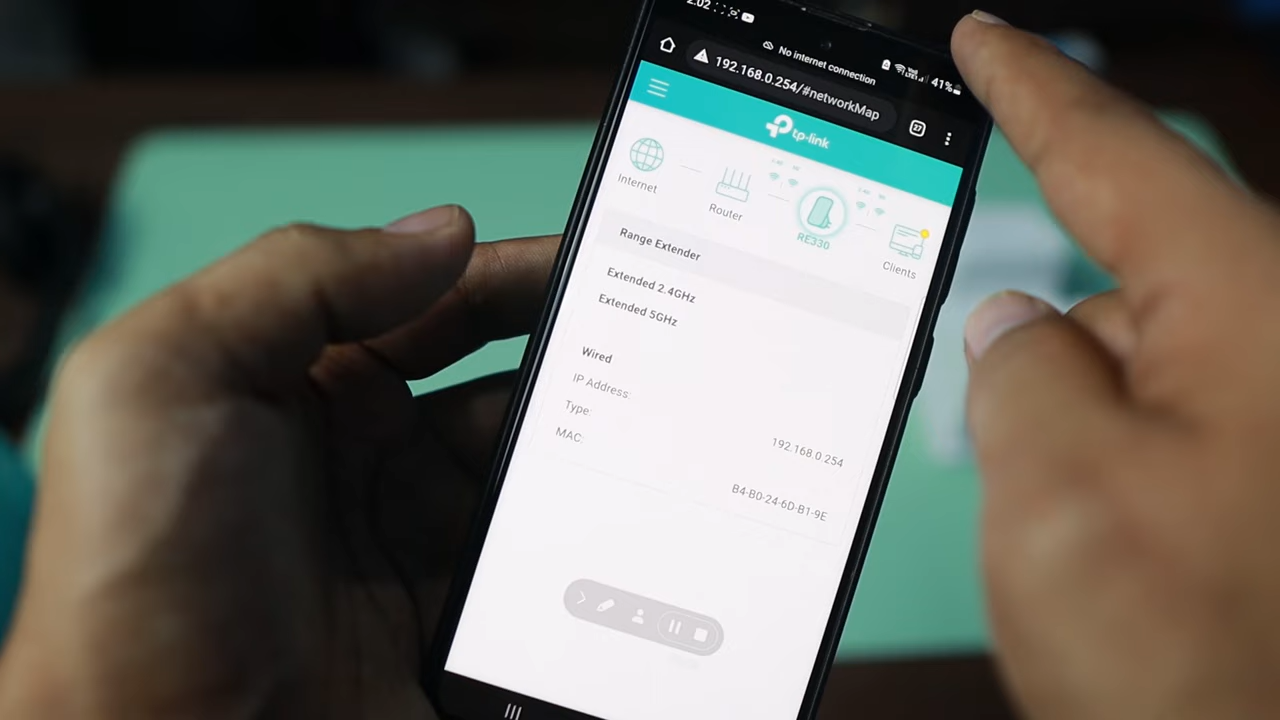 2:02
No internet connection
41%
192.168.0.254/#networkMap
27
tp-link
Internet
Router
RE330
Clients
Range Extender
Extended 2.4GHz
Extended 5GHz
Wired
IP Address:
192.168.0.254
Type:
MAC:
B4-B0-24-6D-B1-9E